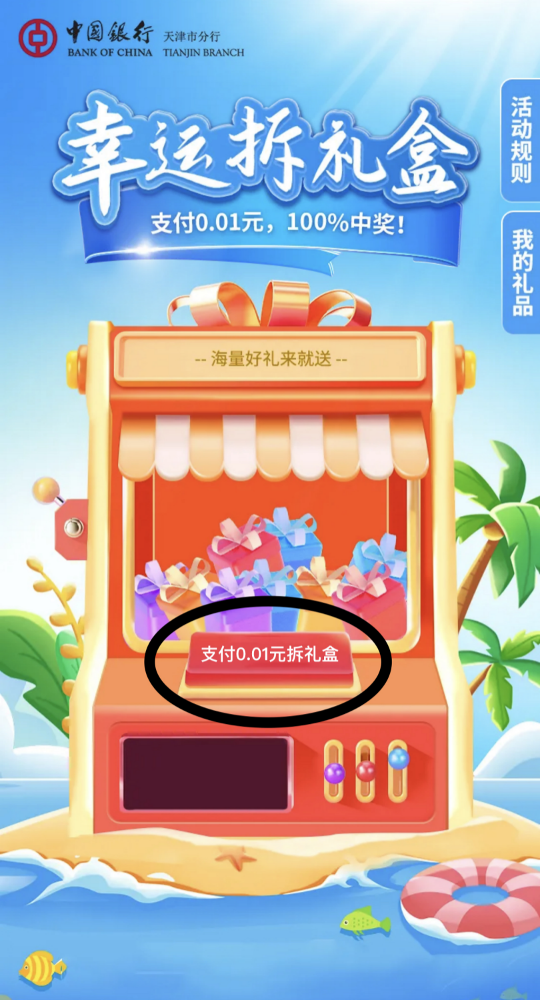 中國銀行 天津市分行
BANK OF CHINA TIANJIN BRANCH
幸运拆礼盒
支付0.01元，100%中奖！
活动规则
我的礼品
-- 海量好礼来就送 --
支付0.01元拆礼盒